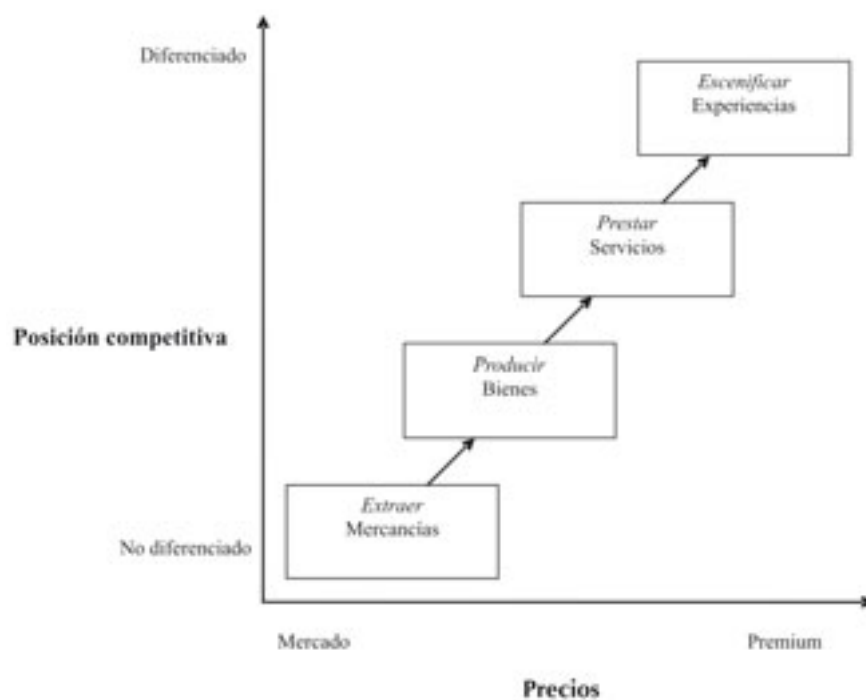 Diferenciado
Escenificar
Experiencias
Prestar
Servicios
Posición competitiva
Producir
Bienes
Extraer
Mercancías
No diferenciado
Mercado
Premium
Precios